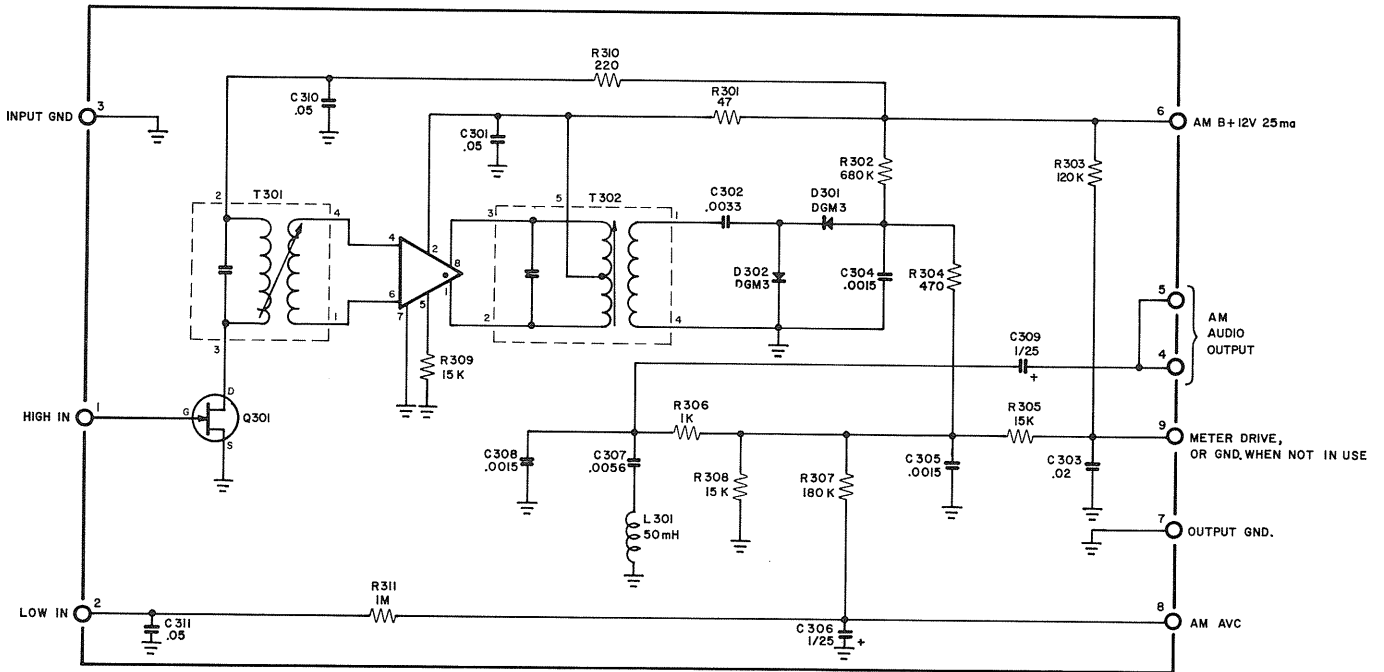 R310
220
R301
47
C310
.05
C301
.05
INPUT GND
3
6
AM B+12V 25ma
R302
680 K
R303
120K
T301
2
4
1
3
4
6
7
2
5
8
1
5
T302
3
2
1
4
C302
.0033
D301
DGM3
D302
DGM3
C304
.0015
R304
470
R309
15 K
5
4
AM
AUDIO
OUTPUT
C309
1/25
+
HIGH IN
1
G
D
S
Q301
R306
1K
R305
15K
9
METER DRIVE,
OR GND. WHEN NOT IN USE
C308
.0015
C307
.0056
R308
15 K
R307
180 K
C305
.0015
C303
.02
L301
50mH
7
OUTPUT GND.
LOW IN
2
R311
1M
C311
.05
C306
1/25
+
8
AM AVC